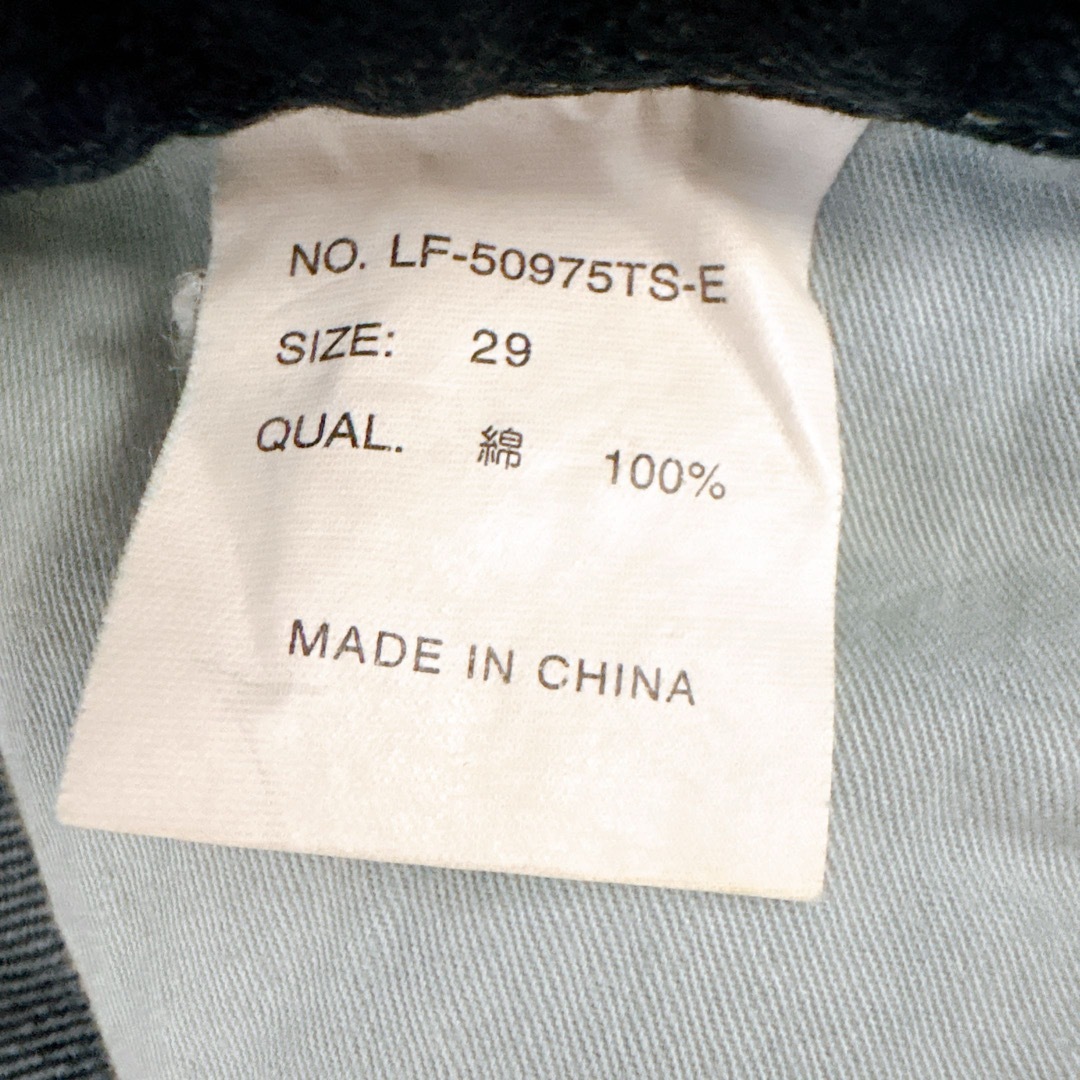 NO. LF-50975TS-E
SIZE: 29
QUAL. 綿 100%
MADE IN CHINA